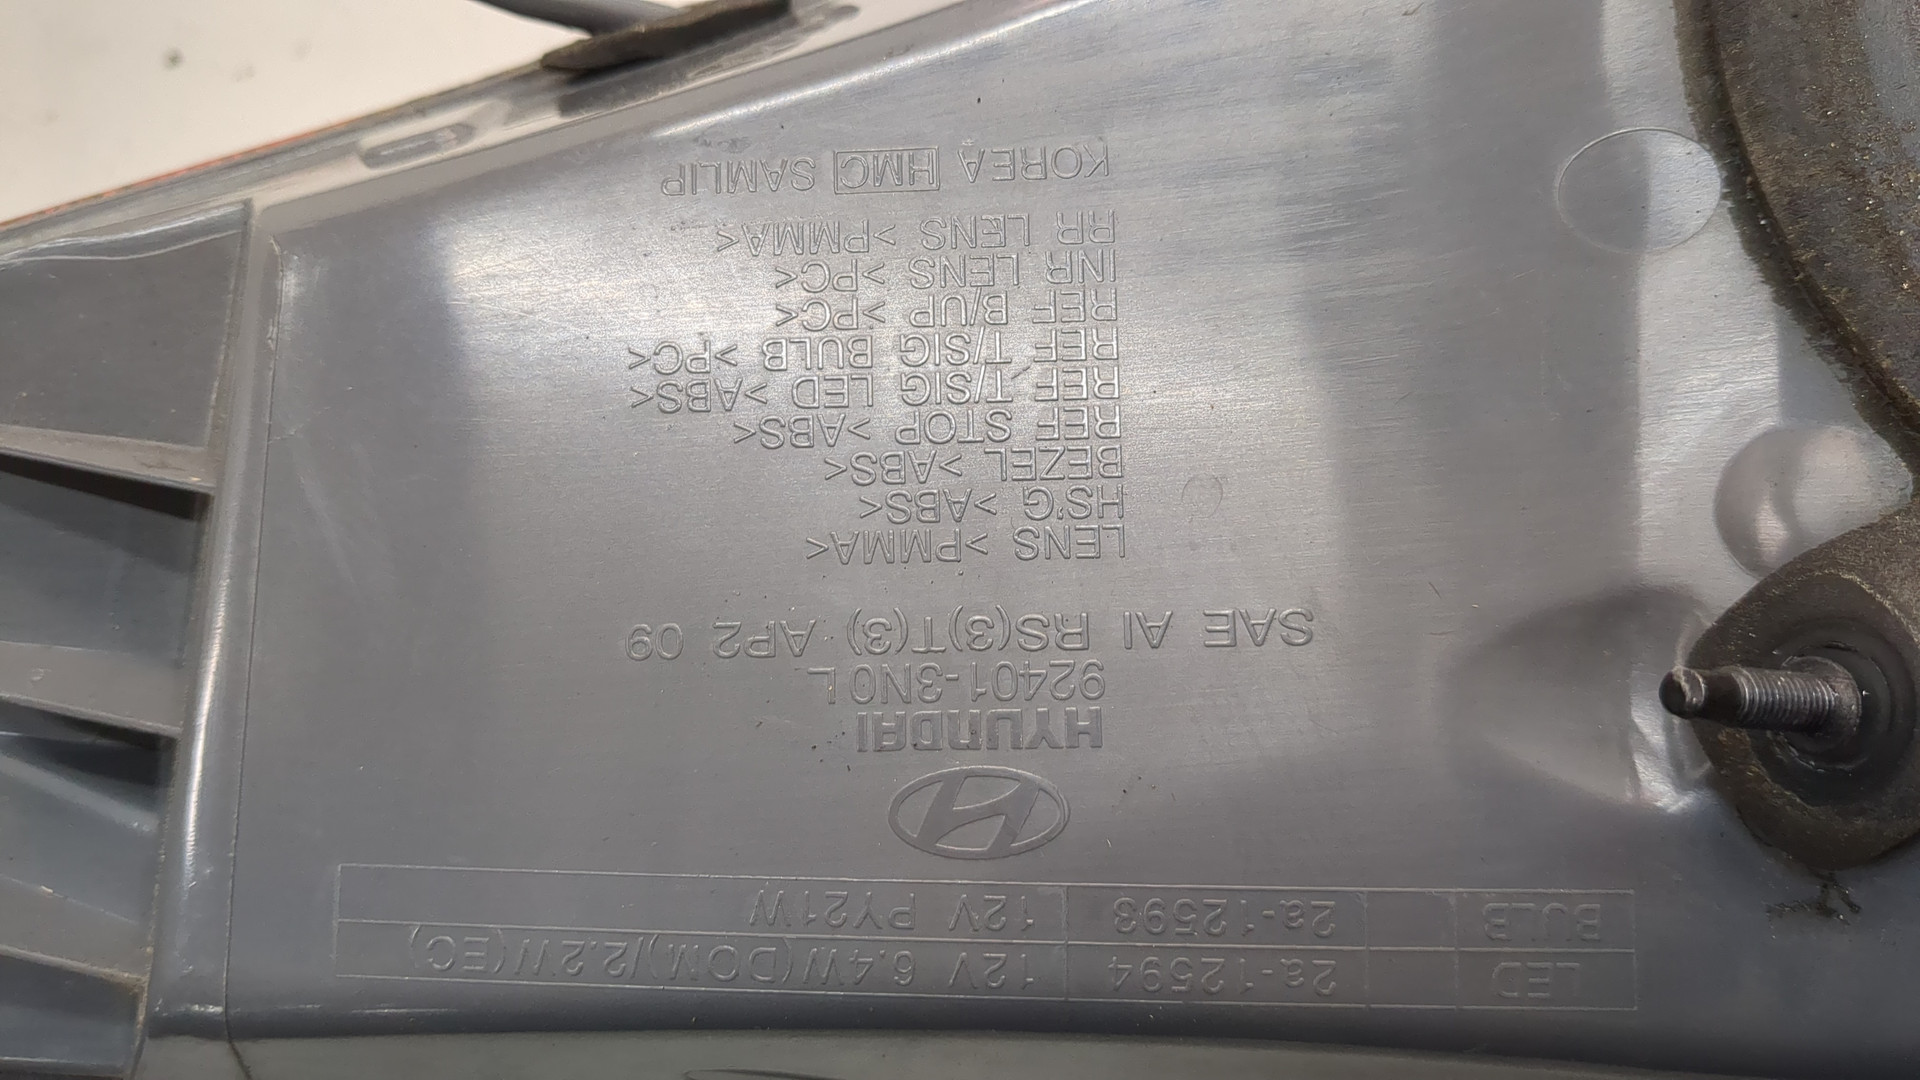 LED 2a-12594 12V 6.4W(DOM)/2.2W(EC)
BULB 2a-12593 12V PY21W
HYUNDAI
92401-3N0 L
SAE AI RS(3)T(3) AP2 09
LENS >PMMA<
HS'G >ABS<
BEZEL >ABS<
REF STOP >ABS<
REF T/SIG LED >ABS<
REF T/SIG BULB >PC<
REF B/UP >PC<
INR LENS >PC<
RR LENS >PMMA<
KOREA HMC SAMLIP